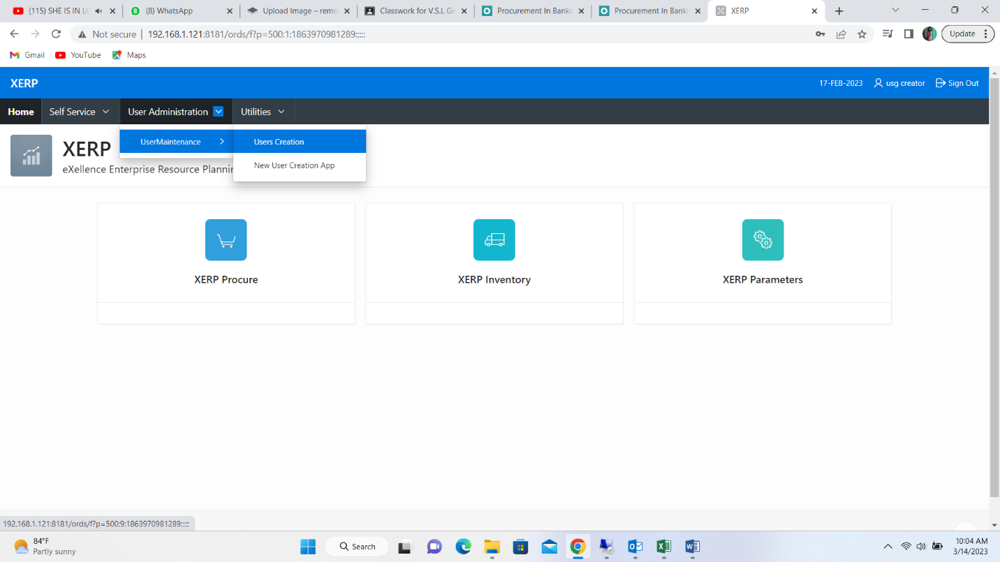 (115) SHE IS IN LO
(8) WhatsApp
Upload Image – remo
Classwork for V.S.L Gr
Procurement In Banki
Procurement In Banki
XERP
Not secure | 192.168.1.121:8181/ords/f?p=500:1:1863970981289:::::
Update
Gmail YouTube Maps
XERP
17-FEB-2023 usg creator Sign Out
Home Self Service User Administration Utilities
UserMaintenance
Users Creation
New User Creation App
XERP
eXellence Enterprise Resource Plannin
XERP Procure
XERP Inventory
XERP Parameters
192.168.1.121:8181/ords/f?p=500:9:1863970981289:::::
84°F
Partly sunny
Search
10:04 AM
3/14/2023